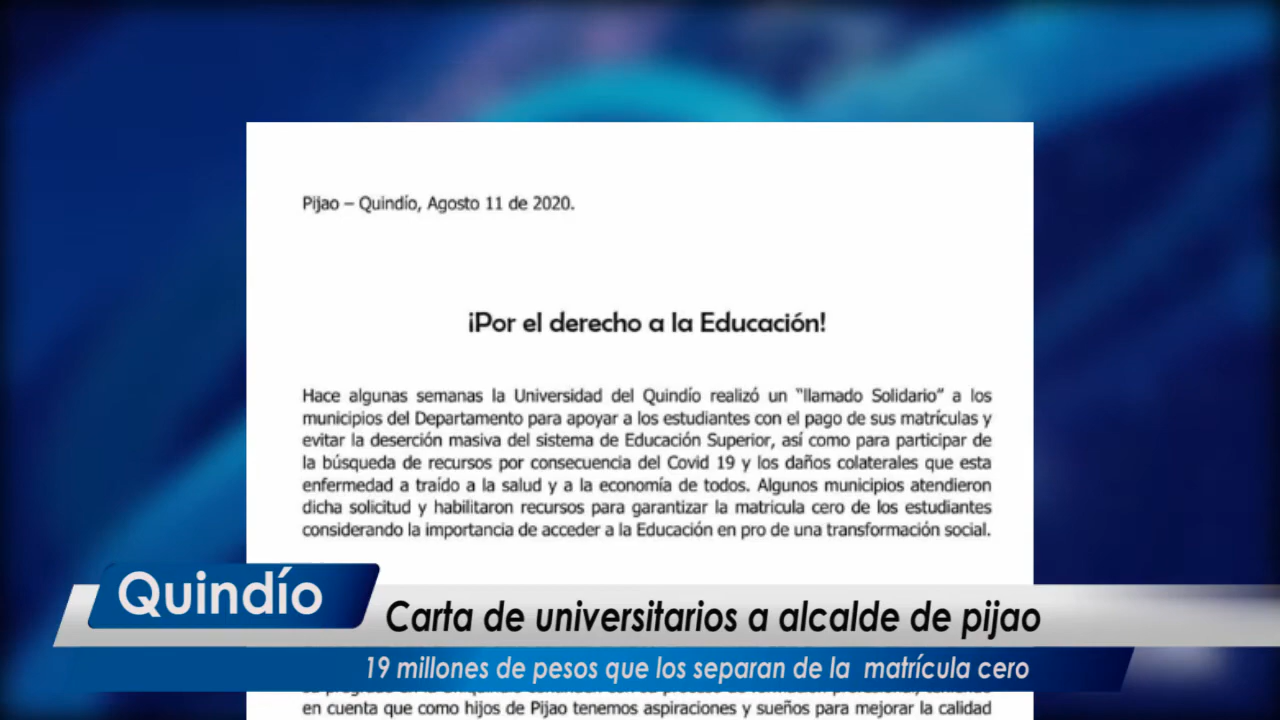 Pijao – Quindío, Agosto 11 de 2020.
¡Por el derecho a la Educación!
Hace algunas semanas la Universidad del Quindío realizó un "llamado Solidario" a los
municipios del Departamento para apoyar a los estudiantes con el pago de sus matrículas y
evitar la deserción masiva del sistema de Educación Superior, así como para participar de
la búsqueda de recursos por consecuencia del Covid 19 y los daños colaterales que esta
enfermedad a traído a la salud y a la economía de todos. Algunos municipios atendieron
dicha solicitud y habilitaron recursos para garantizar la matricula cero de los estudiantes
considerando la importancia de acceder a la Educación en pro de una transformación social.
Quindío
Carta de universitarios a alcalde de pijao
19 millones de pesos que los separan de la matrícula cero
en cuenta que como hijos de Pijao tenemos aspiraciones y sueños para mejorar la calidad